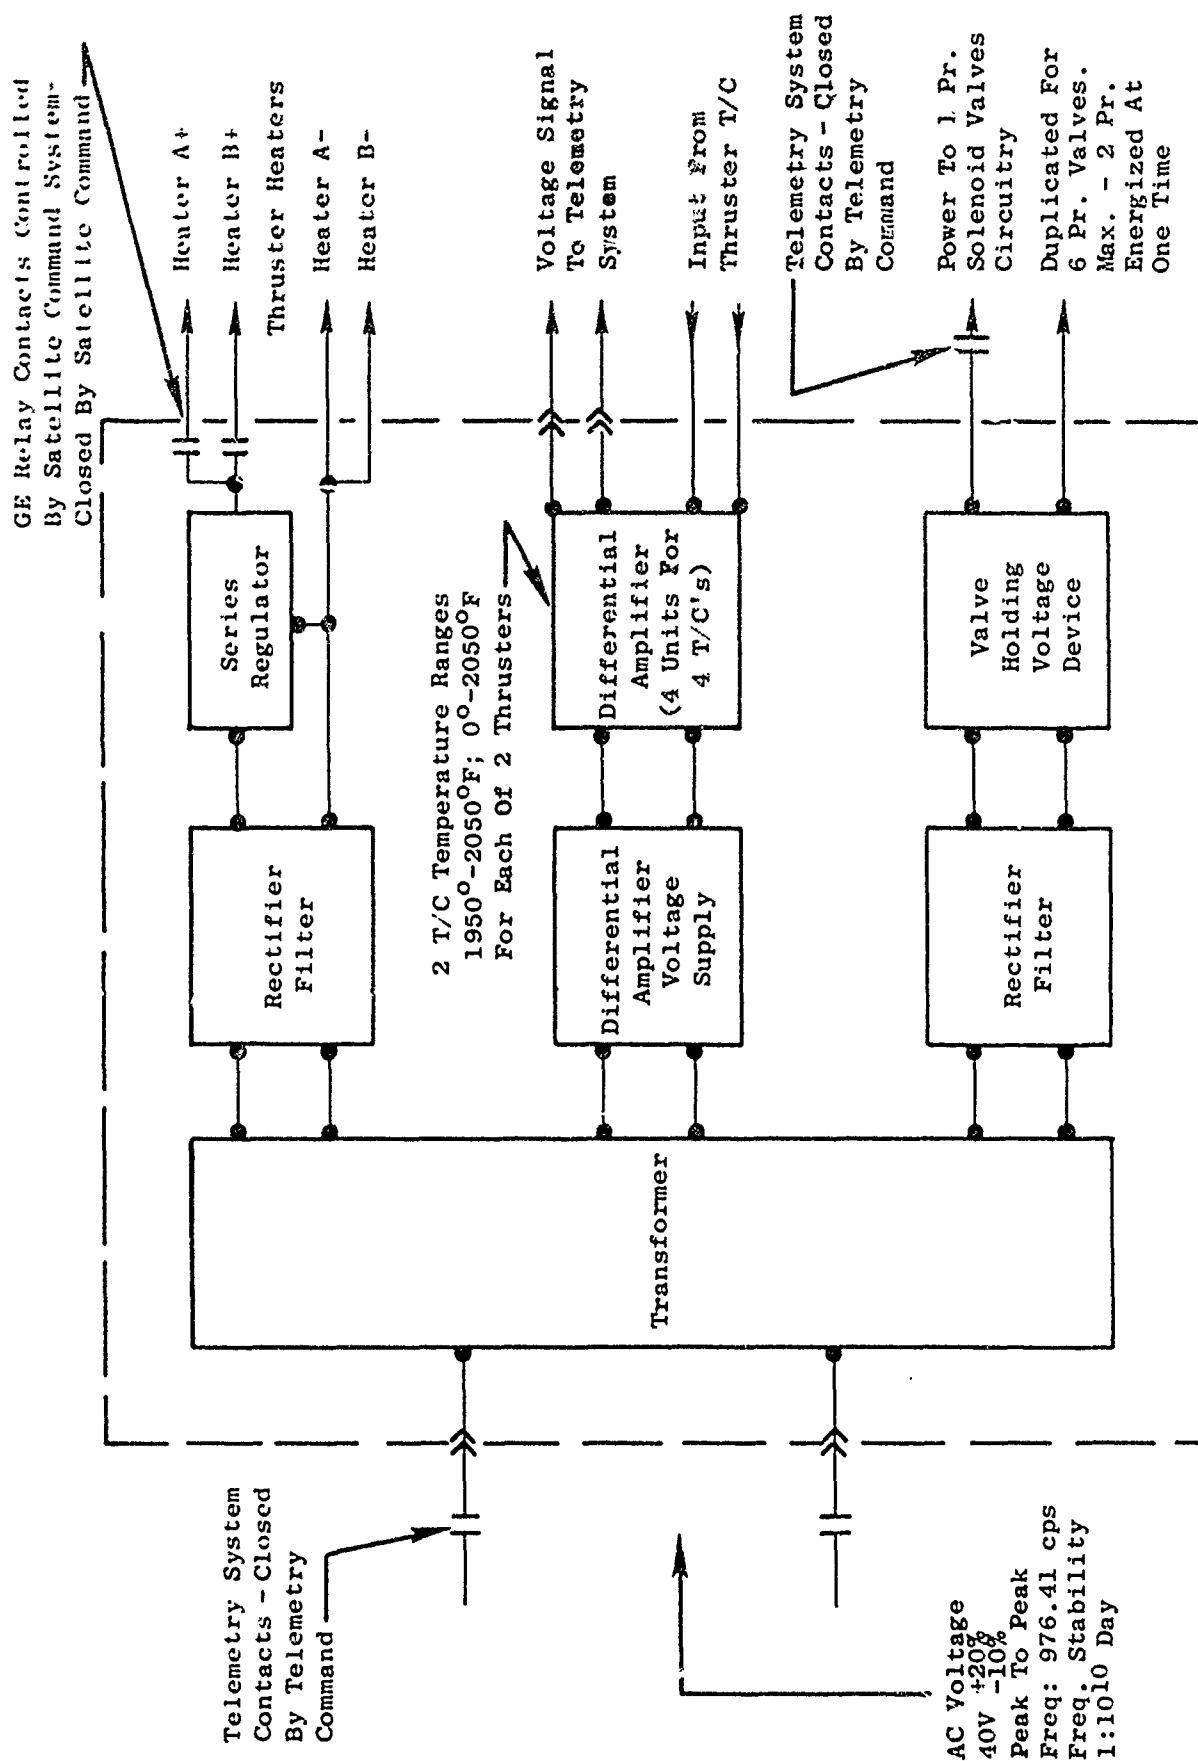 GE Relay Contacts Controlled
By Satellite Command System-
Closed By Satellite Command
Heater A+
Heater B+
Thruster Heaters
Heater A-
Heater B-
Voltage Signal
To Telemetry
System
Input From
Thruster T/C
Telemetry System
Contacts - Closed
By Telemetry
Command
Power To 1 Pr.
Solenoid Valves
Circuitry
Duplicated For
6 Pr. Valves.
Max. - 2 Pr.
Energized At
One Time
Series
Regulator
2 T/C Temperature Ranges
1950°-2050°F; 0°-2050°F
For Each Of 2 Thrusters
Differential
Amplifier
(4 Units For
4 T/C's)
Valve
Holding
Voltage
Device
Rectifier
Filter
Differential
Amplifier
Voltage
Supply
Rectifier
Filter
Transformer
Telemetry System
Contacts - Closed
By Telemetry
Command
AC Voltage
40V +20%
-10%
Peak To Peak
Freq: 976.41 cps
Freq. Stability
1:10¹⁰ Day